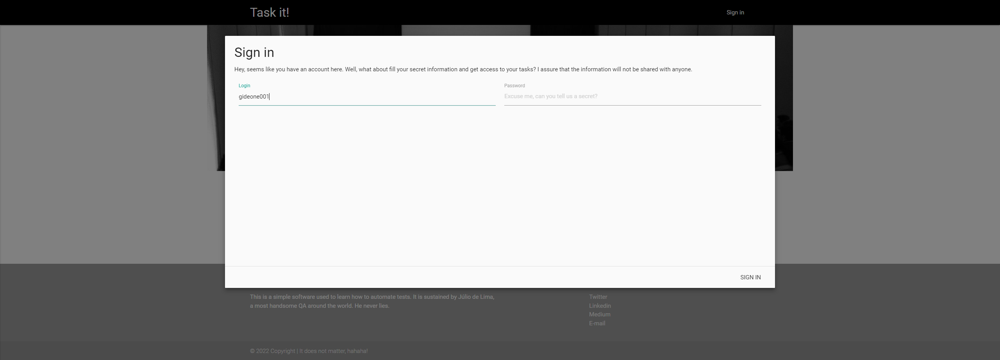 Task it!
Sign in
Sign in
Hey, seems like you have an account here. Well, what about fill your secret information and get access to your tasks? I assure that the information will not be shared with anyone.
Login
Password
gideone001
Excuse me, can you tell us a secret?
SIGN IN
This is a simple software used to learn how to automate tests. It is sustained by Júlio de Lima,
a most handsome QA around the world. He never lies.
Twitter
Linkedin
Medium
E-mail
© 2022 Copyright | It does not matter, hahaha!